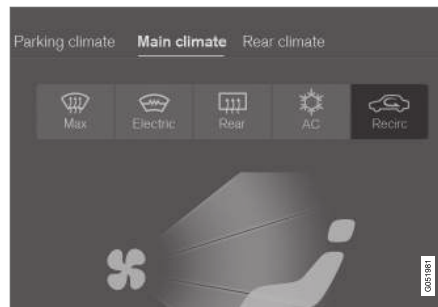 Parking climate Main climate Rear climate
Max Electric Rear AC Recirc
G051981